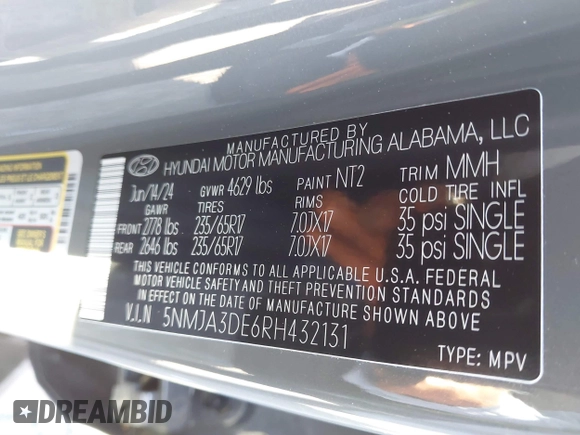 MANUFACTURED BY
HYUNDAI MOTOR MANUFACTURING ALABAMA, LLC
Jun/14/24 GVWR 4629 lbs PAINT NT2 TRIM MMH
GAWR TIRES RIMS COLD TIRE INFL
FRONT 2778 lbs 235/65R17 7.0JX17 35 psi SINGLE
REAR 2646 lbs 235/65R17 7.0JX17 35 psi SINGLE
THIS VEHICLE CONFORMS TO ALL APPLICABLE U.S.A. FEDERAL
MOTOR VEHICLE SAFETY AND THEFT PREVENTION STANDARDS
IN EFFECT ON THE DATE OF MANUFACTURE SHOWN ABOVE
V.I.N : 5NMJA3DE6RH432131
TYPE: MPV
DREAMBID